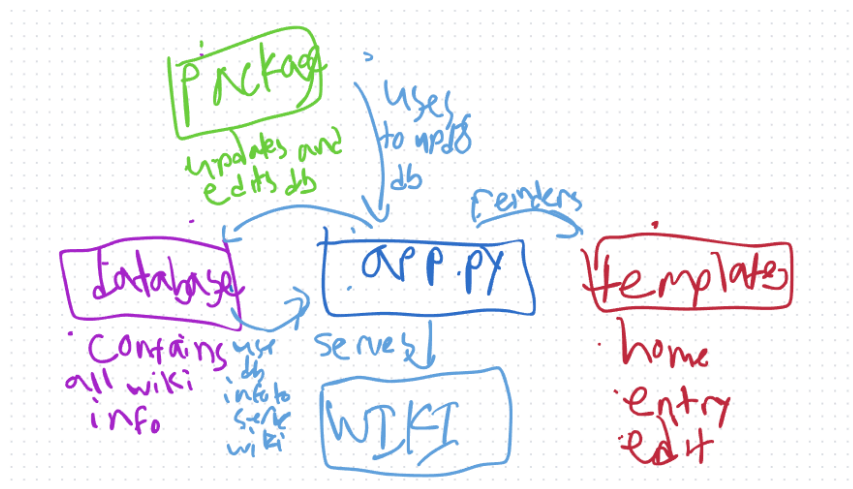 Package
updates and
edits db
uses
to
db
renders
database
app.py
templates
contains
all wiki
info
use
db
info to
serve
wiki
serves
WIKI
home
entry
edit